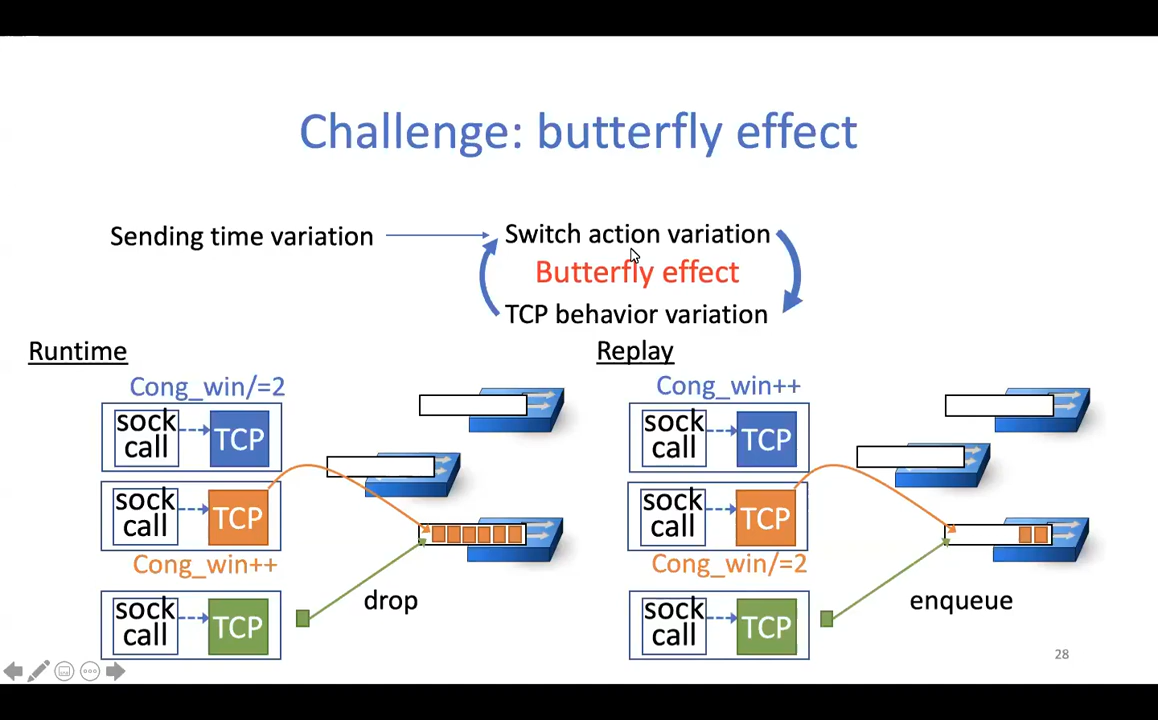 Challenge: butterfly effect
Sending time variation
Switch action variation
Butterfly effect
TCP behavior variation
Runtime
Cong_win/=2
sock
call
TCP
sock
call
TCP
Cong_win++
sock
call
TCP
drop
Replay
Cong_win++
sock
call
TCP
sock
call
TCP
Cong_win/=2
sock
call
TCP
enqueue
28